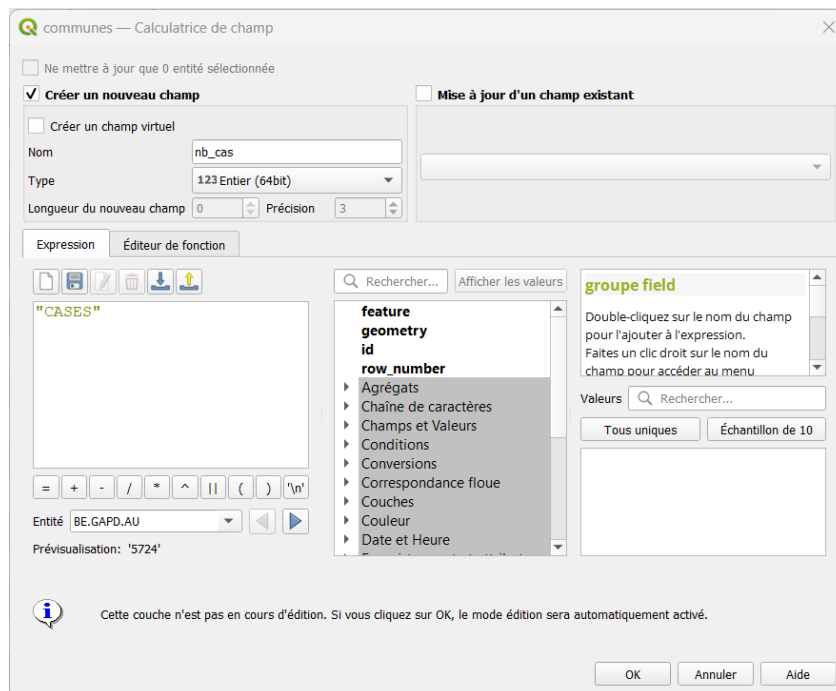 communes — Calculatrice de champ
Ne mettre à jour que 0 entité sélectionnée
Créer un nouveau champ
Mise à jour d'un champ existant
Créer un champ virtuel
Nom nb_cas
Type 123 Entier (64bit)
Longueur du nouveau champ 0 Précision 3
Expression Éditeur de fonction
Rechercher... Afficher les valeurs
"CASES"
feature
geometry
id
row_number
Agrégats
Chaîne de caractères
Champs et Valeurs
Conditions
Conversions
Correspondance floue
Couches
Couleur
Date et Heure
groupe field
Double-cliquez sur le nom du champ
pour l'ajouter à l'expression.
Faites un clic droit sur le nom du
champ pour accéder au menu
Valeurs Rechercher...
Tous uniques Échantillon de 10
= + - / * ^ || ( ) '\n'
Entité BE.GAPD.AU
Prévisualisation: '5724'
Cette couche n'est pas en cours d'édition. Si vous cliquez sur OK, le mode édition sera automatiquement activé.
OK Annuler Aide